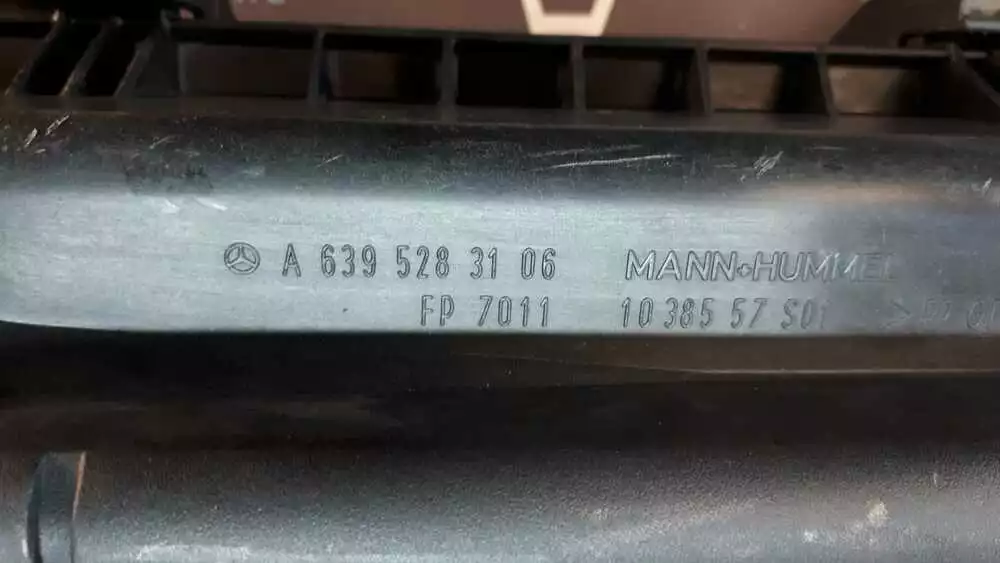 A 639 528 31 06 MANN+HUMMEL
FP 7011 10 385 57 S01